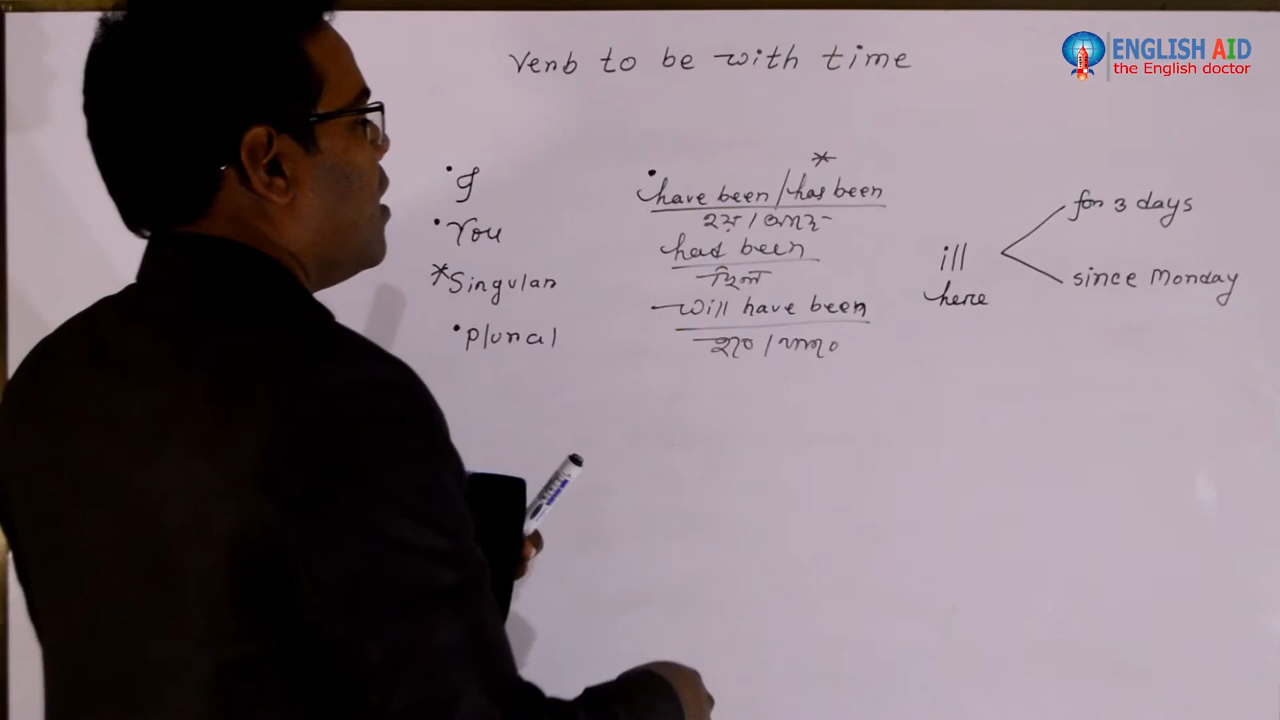 ENGLISH AID
the English doctor
Verb to be with time
I
You
*Singular
Plural
*
have been / has been
হয় /
had been
ছিল
will have been
ill
here
for 3 days
since Monday